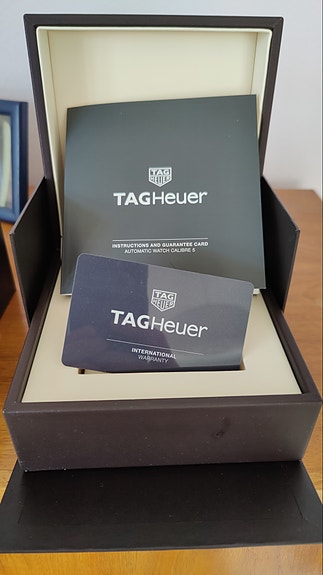 TAG
HEUER
TAGHeuer
INSTRUCTIONS AND GUARANTEE CARD
AUTOMATIC WATCH CALIBRE 5
TAG
HEUER
TAGHeuer
INTERNATIONAL
WARRANTY